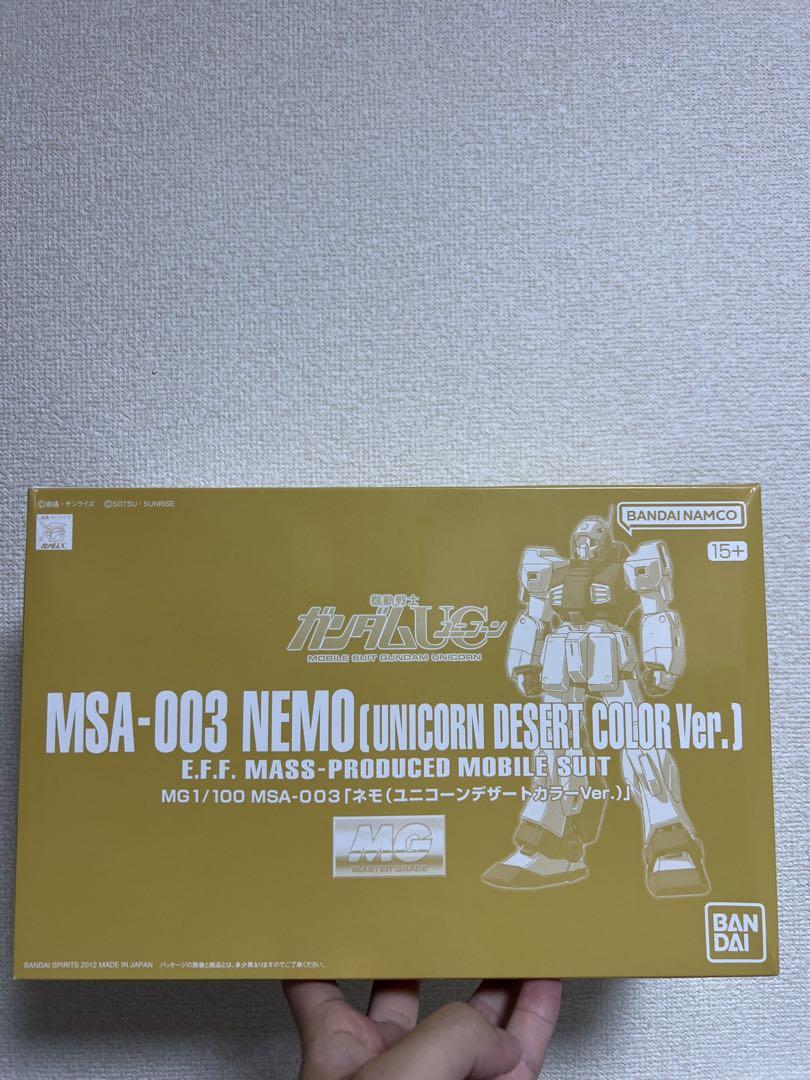 ©創通・サンライズ ©SOTSU・SUNRISE
BANDAI NAMCO
15+
機動戦士
ガンダムUC
ユニコーン
MOBILE SUIT GUNDAM UNICORN
MSA-003 NEMO(UNICORN DESERT COLOR Ver.)
E.F.F. MASS-PRODUCED MOBILE SUIT
MG1/100 MSA-003「ネモ(ユニコーンデザートカラーVer.)」
MG
MASTER GRADE
BAN
DAI
BANDAI SPIRITS 2012 MADE IN JAPAN パッケージの画像と商品とは、多少異なりますのでご了承ください。